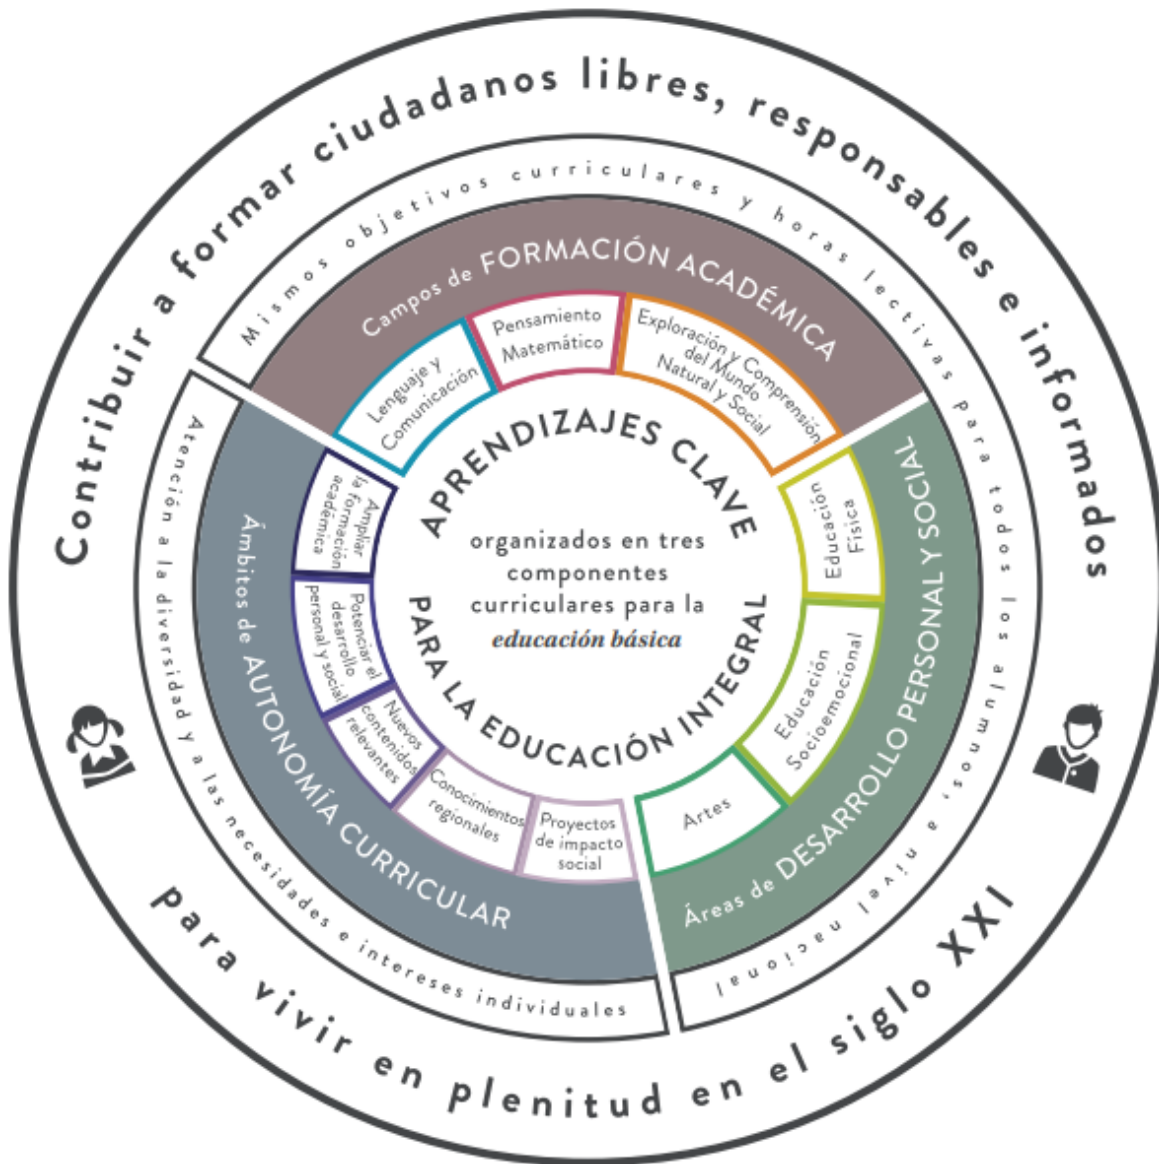 Contribuir a formar ciudadanos libres, responsables e informados
para vivir en plenitud en el siglo XXI
Mismos objetivos curriculares y horas lectivas para todos los alumnos, a nivel nacional
Atención a la diversidad y a las necesidades e intereses individuales
Campos de FORMACIÓN ACADÉMICA
Lenguaje y
Comunicación
Pensamiento
Matemático
Exploración y Comprensión
del Mundo
Natural y Social
Áreas de DESARROLLO PERSONAL Y SOCIAL
Educación
Física
Educación
Socioemocional
Artes
Ámbitos de AUTONOMÍA CURRICULAR
Ampliar
la formación
académica
Potenciar el
desarrollo
personal y social
Nuevos
contenidos
relevantes
Conocimientos
regionales
Proyectos
de impacto
social
APRENDIZAJES CLAVE
organizados en tres
componentes
curriculares para la
educación básica
PARA LA EDUCACIÓN INTEGRAL